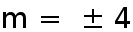 m = ± 4